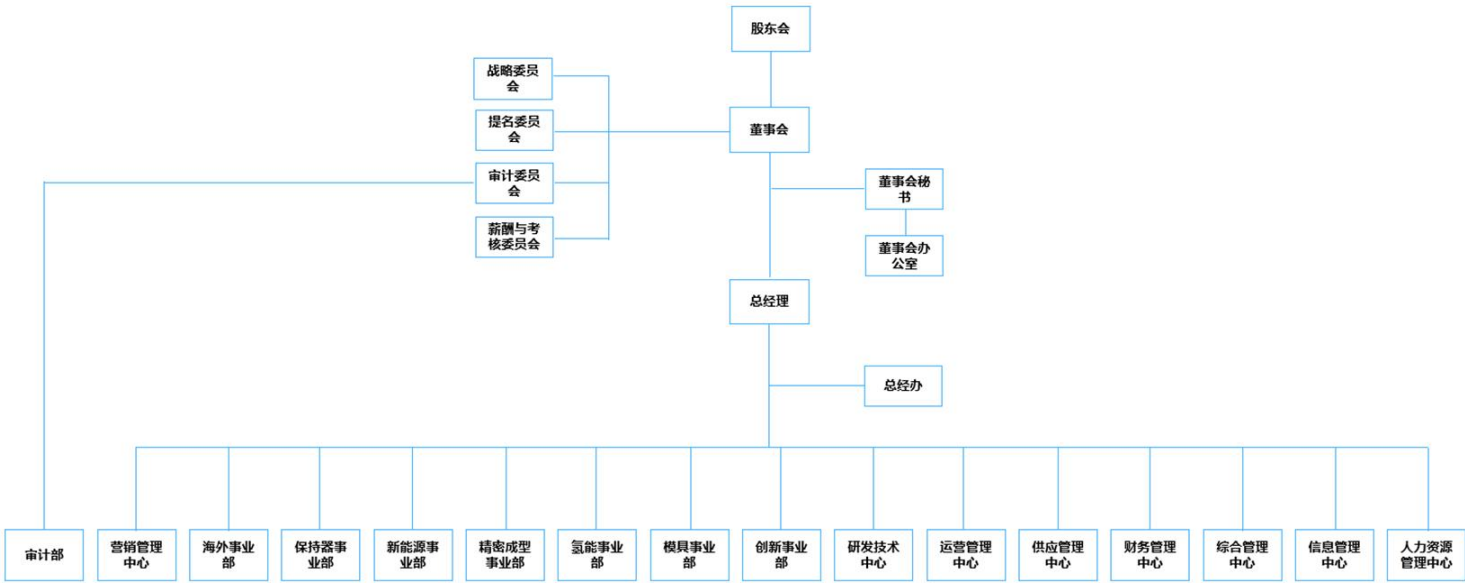 股东会
战略委员
会
提名委员
会
董事会
审计委员
会
董事会秘
书
薪酬与考
核委员会
董事会办
公室
总经理
总经办
审计部
营销管理
中心
海外事业
部
保持器事
业部
新能源事
业部
精密成型
事业部
氢能事业
部
模具事业
部
创新事业
部
研发技术
中心
运营管理
中心
供应管理
中心
财务管理
中心
综合管理
中心
信息管理
中心
人力资源
管理中心